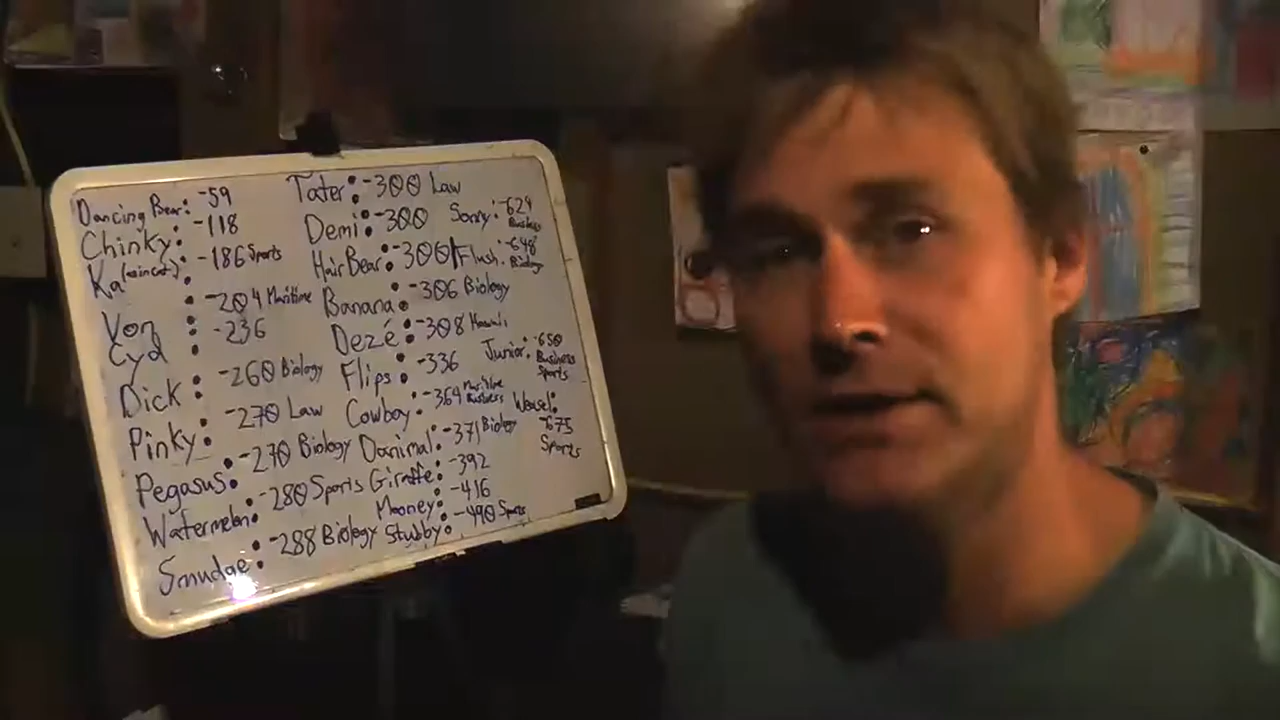 Dancing Bear: -59
Chinky: -118
Ka(eincat): -186 Sports
Von : -204 Maritime
Cyd : -236
Dick : -260 Biology
Pinky : -270 Law
Pegasus : -270 Biology
Watermelon : -280 Sports
Smudge : -288 Biology
Tater : -300 Law
Demi : -300
Hair Bear : -300
Banana : -306 Biology
Dezé : -308 Hawaii
Flips : -336
Cowboy : -364 Maritime
Business
Danimal : -371 Biology
Giraffe : -392
Mooney : -416
Stubby : -490 Sports
Sorry : -624
Business
Flush : -648
Biology
Junior : -650
Business
Sports
Weasel :
-675
Sports